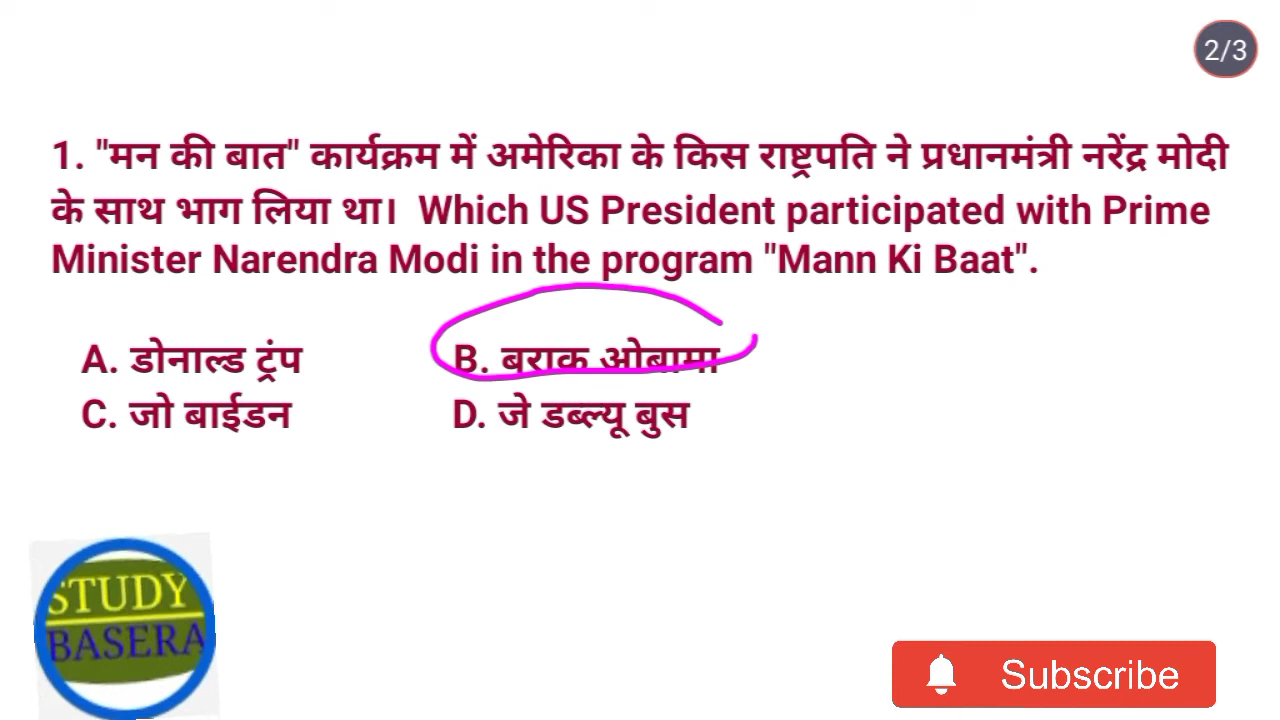 2/3
1. "मन की बात" कार्यक्रम में अमेरिका के किस राष्ट्रपति ने प्रधानमंत्री नरेंद्र मोदी
के साथ भाग लिया था। Which US President participated with Prime
Minister Narendra Modi in the program "Mann Ki Baat".
A. डोनाल्ड ट्रंप B. बराक ओबामा
C. जो बाईडन D. जे डब्ल्यू बुस
STUDY
BASERA
Subscribe